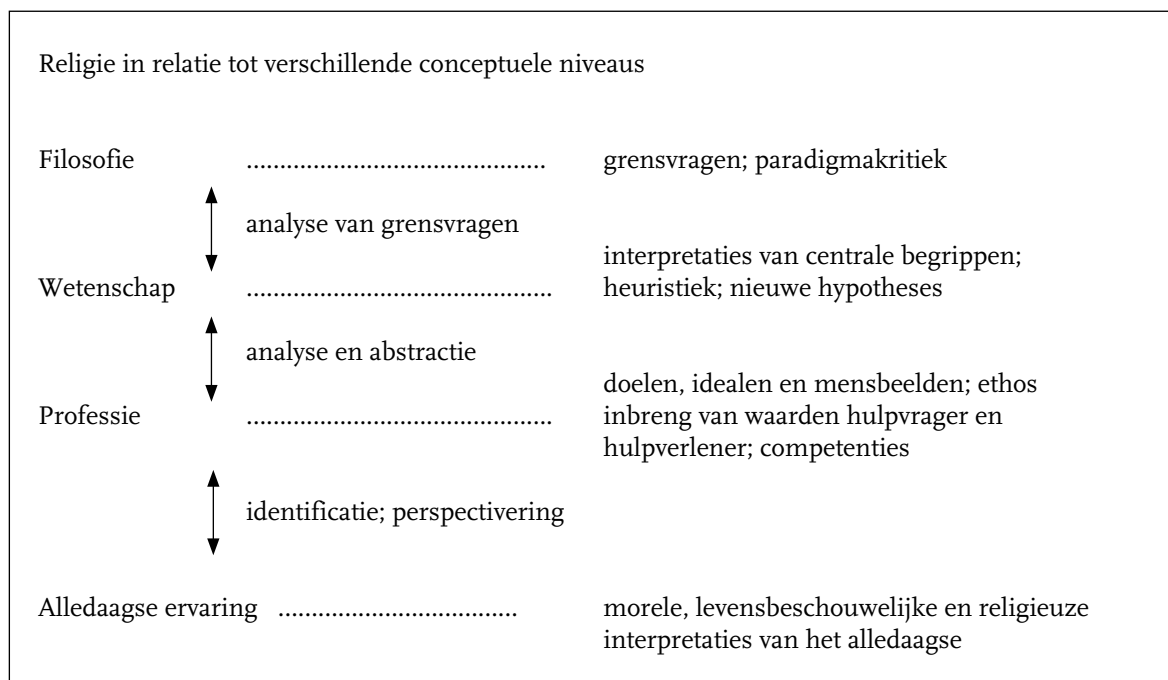 Religie in relatie tot verschillende conceptuele niveaus
Filosofie ............................................. grensvragen; paradigmakritiek
analyse van grensvragen
interpretaties van centrale begrippen;
Wetenschap .............................................. heuristiek; nieuwe hypotheses
analyse en abstractie
doelen, idealen en mensbeelden; ethos
Professie .............................................. inbreng van waarden hulpvrager en
hulpverlener; competenties
identificatie; perspectivering
Alledaagse ervaring .................................... morele, levensbeschouwelijke en religieuze
interpretaties van het alledaagse